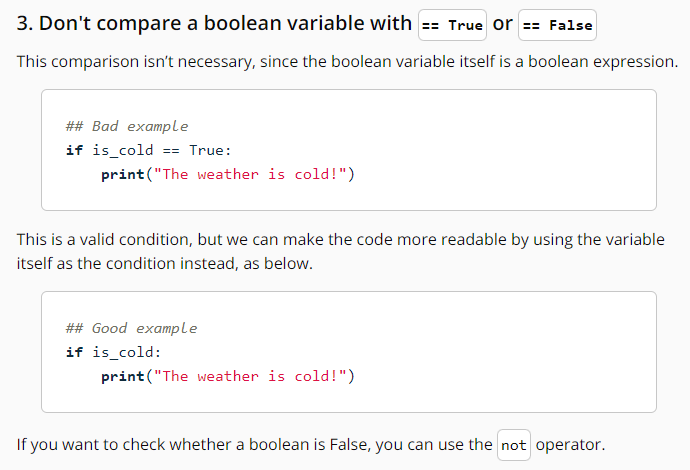 3. Don't compare a boolean variable with == True or == False
This comparison isn’t necessary, since the boolean variable itself is a boolean expression.
## Bad example
if is_cold == True:
    print("The weather is cold!")
This is a valid condition, but we can make the code more readable by using the variable
itself as the condition instead, as below.
## Good example
if is_cold:
    print("The weather is cold!")
If you want to check whether a boolean is False, you can use the not operator.